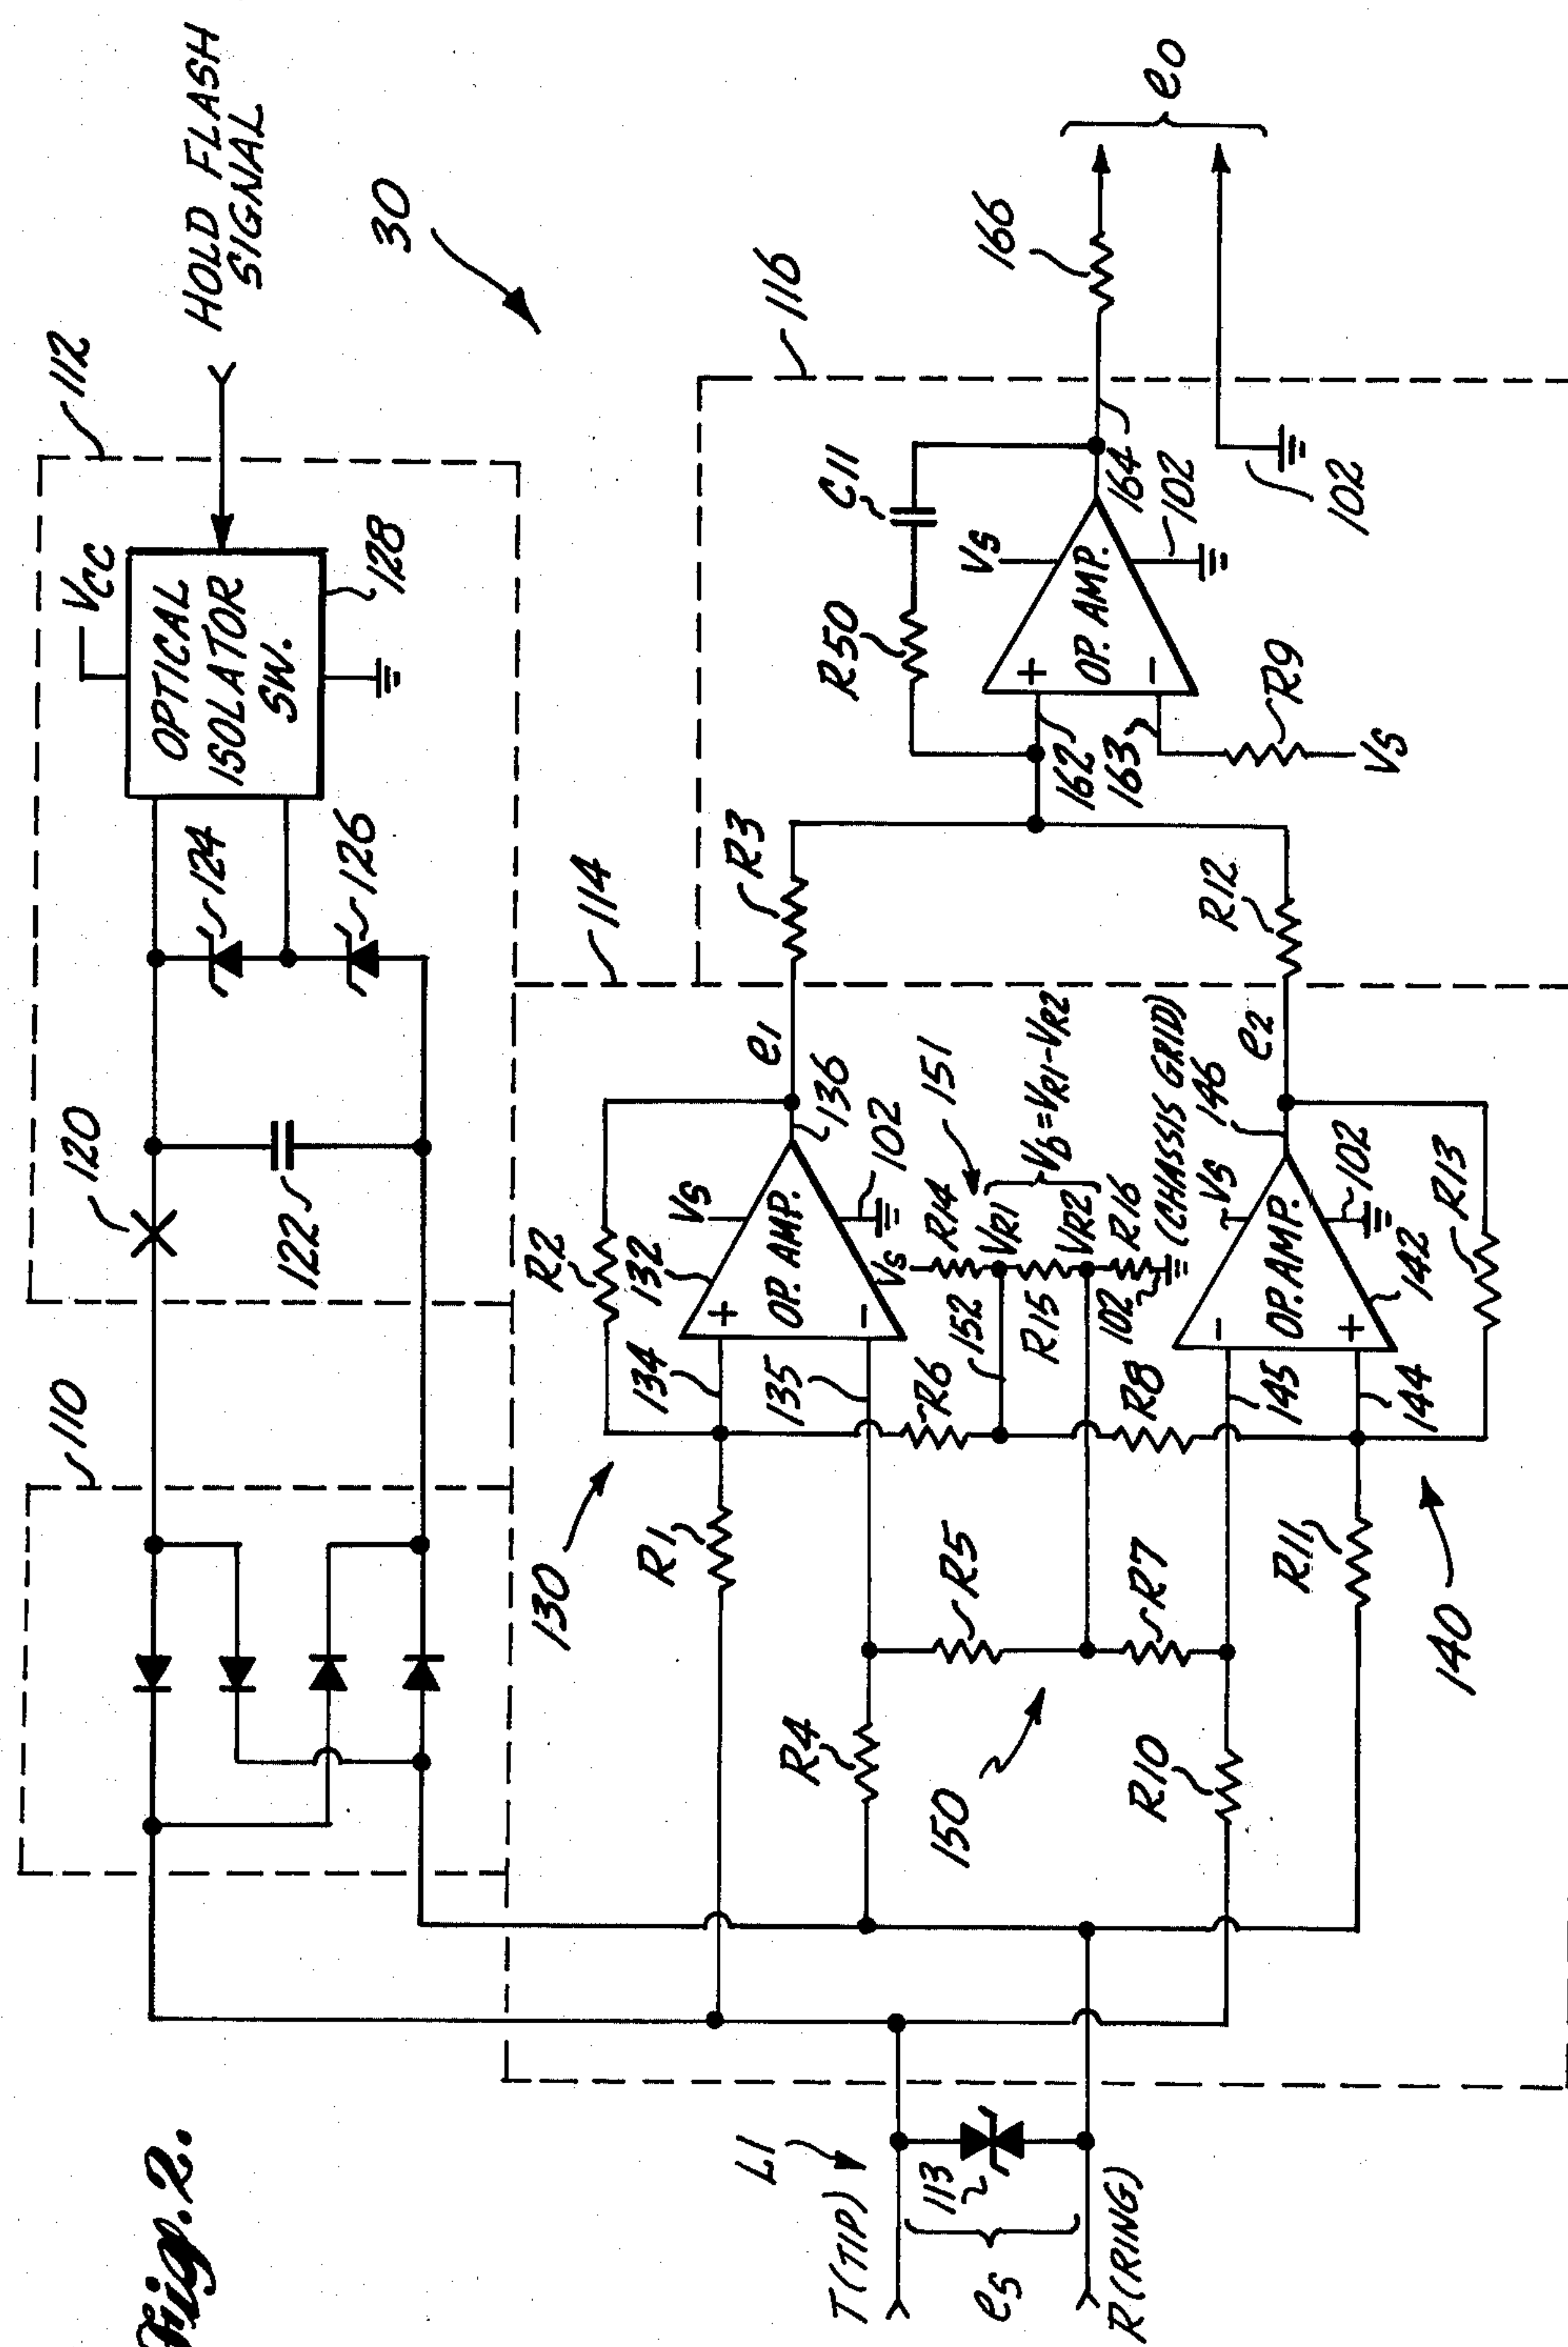 Fig. 2.
HOLD FLASH
SIGNAL
112
30
VCC
OPTICAL
ISOLATOR
SW.
128
120
122
124
126
110
114
116
R3
R50
C11
VS
+
OP. AMP.
-
162
163
164
102
R9
VS
166
e0
102
R12
e1
136
R2
132
VS
+
OP. AMP.
-
134
135
102
130
R1
R4
R5
R6
150
R7
R8
R10
R11
VS
R14
151
152
VR1
R15
VR2
VD=VR1-VR2
R16
102
(CHASSIS GRID)
e2
146
VS
-
OP. AMP.
+
102
142
145
144
R13
140
L1
T(TIP)
113
eS
R(RING)